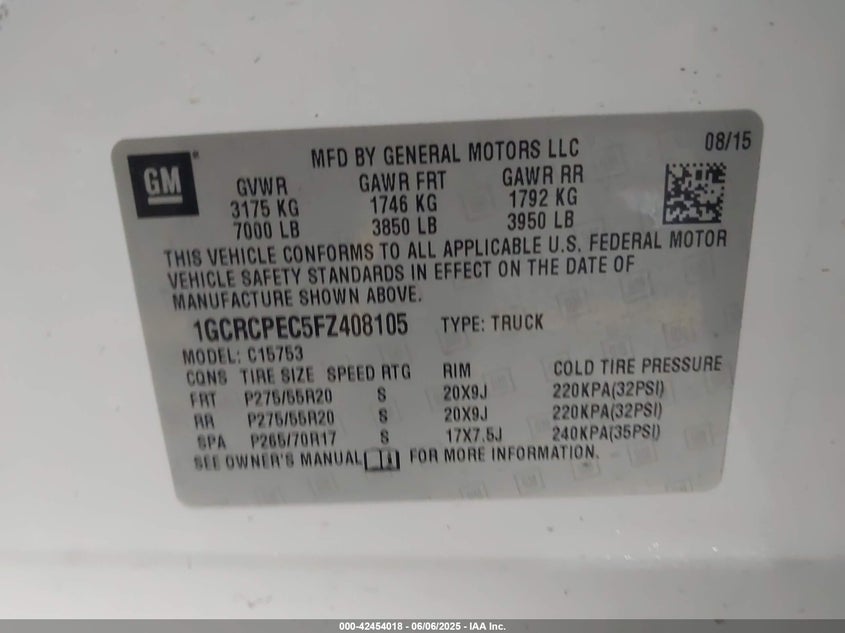 MFD BY GENERAL MOTORS LLC 08/15
GM
GVWR GAWR FRT GAWR RR
3175 KG 1746 KG 1792 KG
7000 LB 3850 LB 3950 LB
THIS VEHICLE CONFORMS TO ALL APPLICABLE U.S. FEDERAL MOTOR
VEHICLE SAFETY STANDARDS IN EFFECT ON THE DATE OF
MANUFACTURE SHOWN ABOVE.
1GCRCPEC5FZ408105 TYPE: TRUCK
MODEL: C15753
CQNS TIRE SIZE SPEED RTG RIM COLD TIRE PRESSURE
FRT P275/55R20 S 20X9J 220KPA(32PSI)
RR P275/55R20 S 20X9J 220KPA(32PSI)
SPA P265/70R17 S 17X7.5J 240KPA(35PSI)
SEE OWNER'S MANUAL FOR MORE INFORMATION.
000-42454018 - 06/06/2025 - IAA Inc.